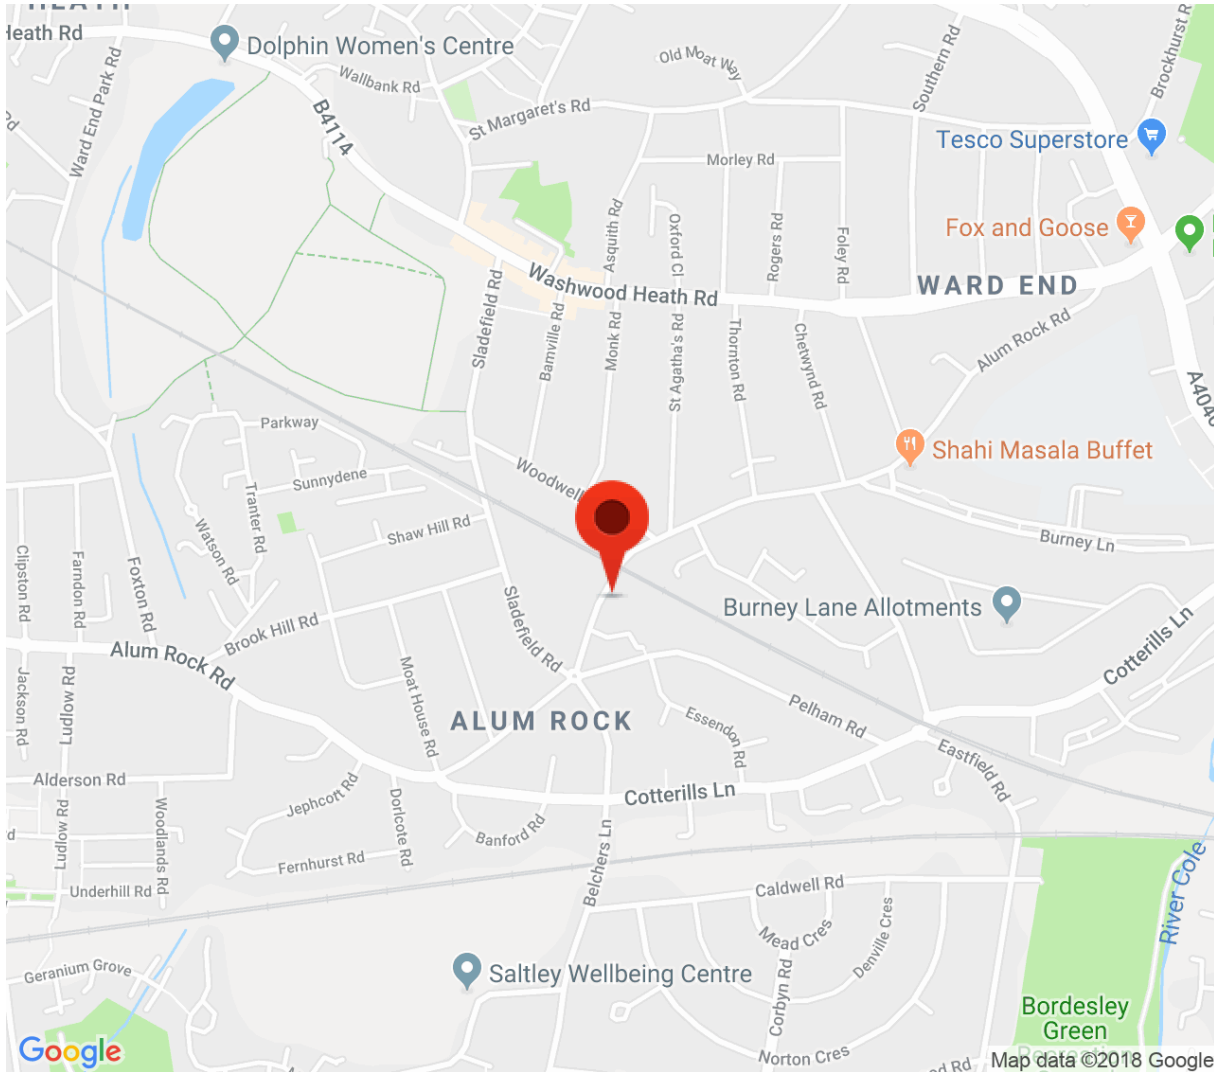 HEATH
Heath Rd
Dolphin Women's Centre
Wallbank Rd
Old Moat Way
Southern Rd
Brockhurst R
Ward End Park Rd
B4114
St Margaret's Rd
Tesco Superstore
Morley Rd
Asquith Rd
Oxford Cl
Rogers Rd
Foley Rd
Fox and Goose
Washwood Heath Rd
WARD END
Sladefield Rd
Bamville Rd
Monk Rd
St Agatha's Rd
Thornton Rd
Chetwynd Rd
Alum Rock Rd
A4040
Parkway
Shahi Masala Buffet
Sunnydene
Woodwell
Tranter Rd
Watson Rd
Shaw Hill Rd
Burney Ln
Clipston Rd
Farndon Rd
Foxton Rd
Brook Hill Rd
Sladefield Rd
Burney Lane Allotments
Cotterills Ln
Alum Rock Rd
Jackson Rd
Ludlow Rd
Moat House Rd
ALUM ROCK
Pelham Rd
Essendon Rd
Eastfield Rd
Alderson Rd
Jephcott Rd
Dorlcote Rd
Cotterills Ln
Woodlands Rd
Ludlow Rd
Banford Rd
Fernhurst Rd
Belchers Ln
Underhill Rd
Caldwell Rd
River Cole
Mead Cres
Denville Cres
Geranium Grove
Saltley Wellbeing Centre
Corbyn Rd
Bordesley
Green
Norton Cres
Google
Map data ©2018 Google